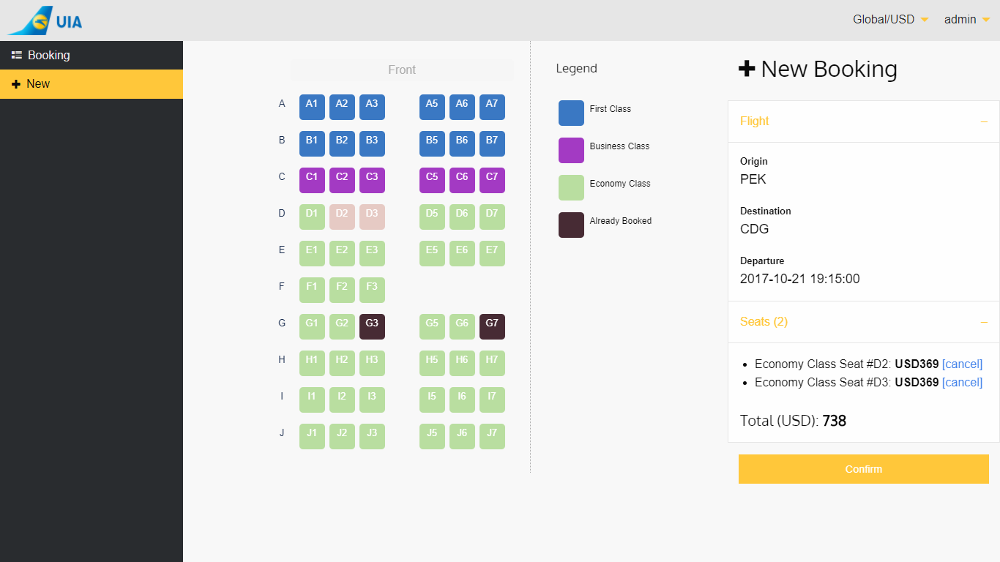 UIA
Global/USD
admin
Booking
New
Front
A A1 A2 A3 A5 A6 A7
B B1 B2 B3 B5 B6 B7
C C1 C2 C3 C5 C6 C7
D D1 D2 D3 D5 D6 D7
E E1 E2 E3 E5 E6 E7
F F1 F2 F3
G G1 G2 G3 G5 G6 G7
H H1 H2 H3 H5 H6 H7
I I1 I2 I3 I5 I6 I7
J J1 J2 J3 J5 J6 J7
Legend
First Class
Business Class
Economy Class
Already Booked
New Booking
Flight –
Origin
PEK
Destination
CDG
Departure
2017-10-21 19:15:00
Seats (2) –
• Economy Class Seat #D2: USD369 [cancel]
• Economy Class Seat #D3: USD369 [cancel]
Total (USD): 738
Confirm